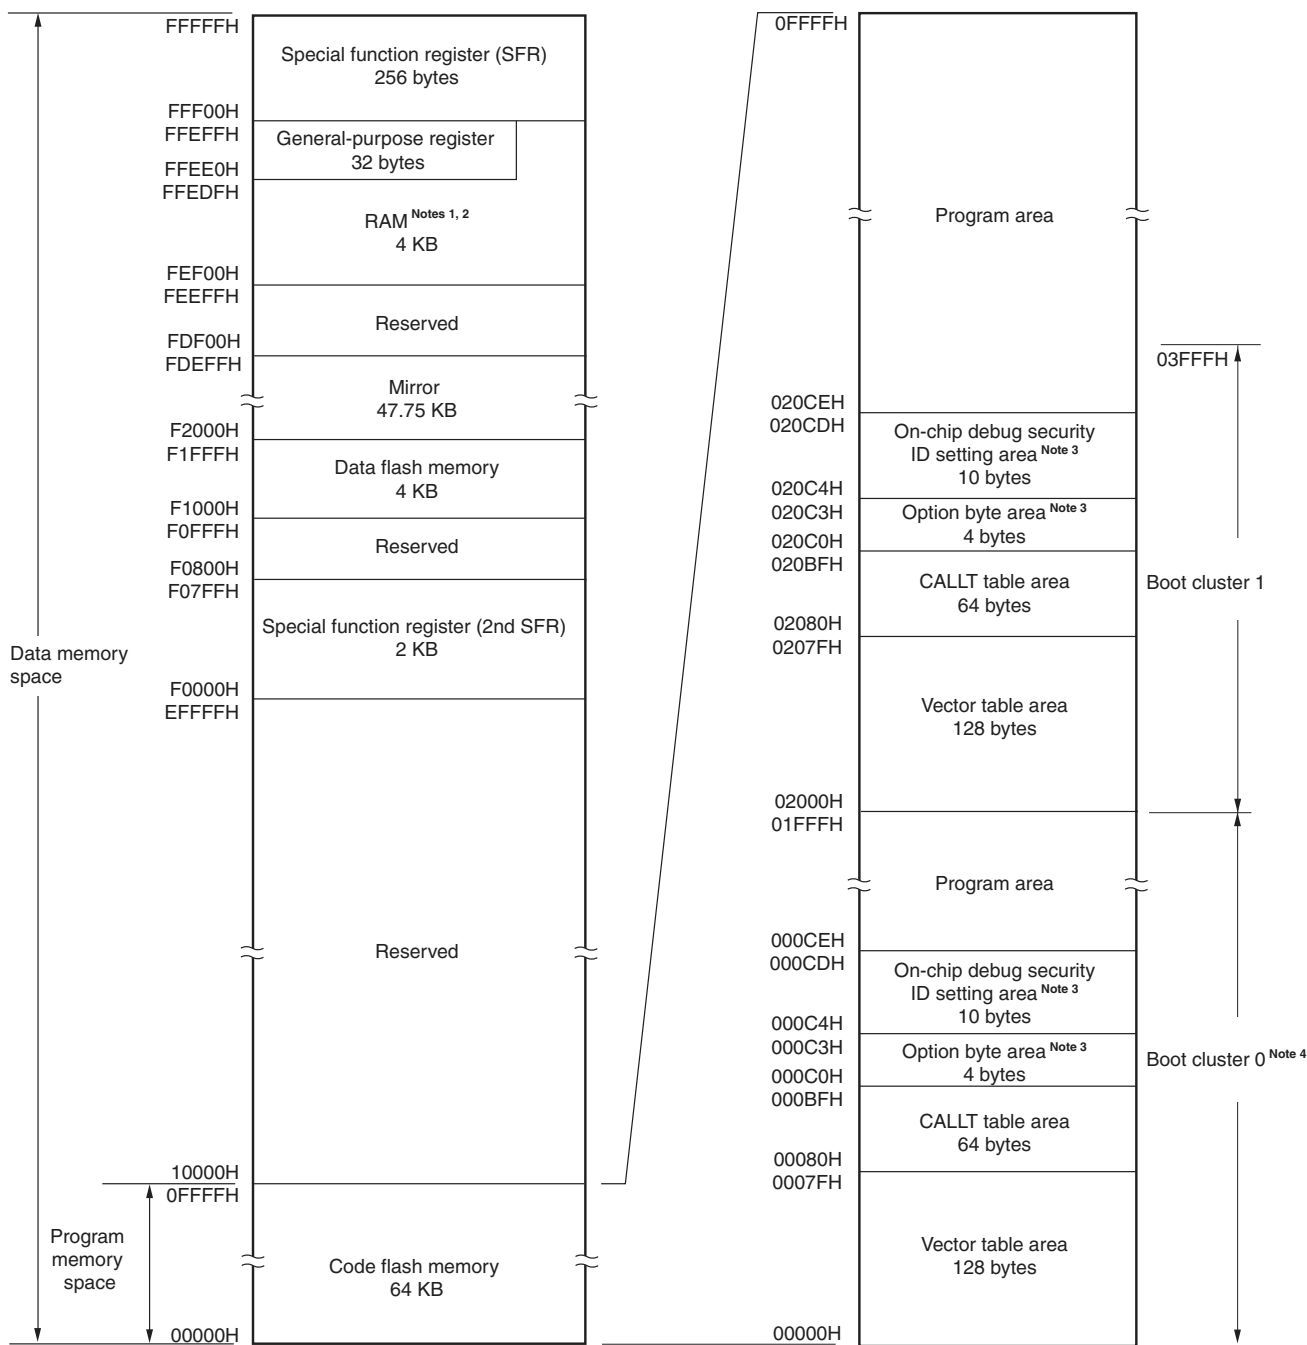 FFFFFH
Special function register (SFR)
256 bytes
FFF00H
FFEFFH
General-purpose register
32 bytes
FFEE0H
FFEDFH
RAM Notes 1, 2
4 KB
FEF00H
FEEFFH
Reserved
FDF00H
FDEFFH
Mirror
47.75 KB
F2000H
F1FFFH
Data flash memory
4 KB
F1000H
F0FFFH
Reserved
F0800H
F07FFH
Special function register (2nd SFR)
2 KB
F0000H
EFFFFH
Data memory
space
Reserved
10000H
0FFFFH
Program
memory
space
Code flash memory
64 KB
00000H
0FFFFH
Program area
03FFFH
020CEH
020CDH
On-chip debug security
ID setting area Note 3
10 bytes
020C4H
020C3H
Option byte area Note 3
4 bytes
020C0H
020BFH
CALLT table area
64 bytes
Boot cluster 1
02080H
0207FH
Vector table area
128 bytes
02000H
01FFFH
Program area
000CEH
000CDH
On-chip debug security
ID setting area Note 3
10 bytes
000C4H
000C3H
Option byte area Note 3
4 bytes
Boot cluster 0 Note 4
000C0H
000BFH
CALLT table area
64 bytes
00080H
0007FH
Vector table area
128 bytes
00000H